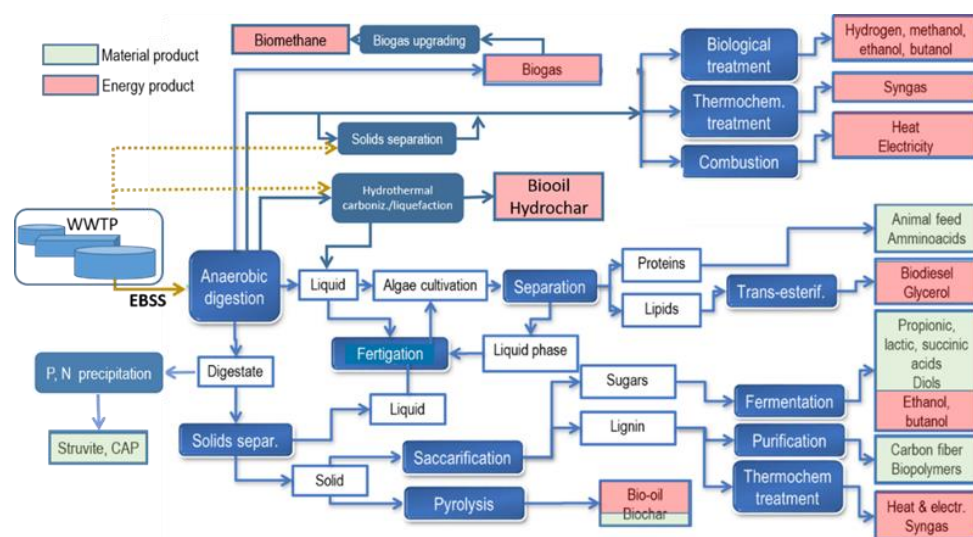 Material product
Energy product
Biomethane
Biogas upgrading
Biogas
Biological
treatment
Hydrogen, methanol,
ethanol, butanol
Thermochem.
treatment
Syngas
Solids separation
Combustion
Heat
Electricity
Hydrothermal
carboniz./liquefaction
Biooil
Hydrochar
WWTP
EBSS
Anaerobic
digestion
Liquid
Algae cultivation
Separation
Proteins
Animal feed
Amminoacids
Lipids
Trans-esterif.
Biodiesel
Glycerol
Fertigation
Liquid phase
P, N precipitation
Digestate
Struvite, CAP
Solids separ.
Liquid
Sugars
Fermentation
Propionic,
lactic, succinic
acids
Diols
Ethanol,
butanol
Lignin
Purification
Carbon fiber
Biopolymers
Solid
Saccarification
Thermochem
treatment
Heat & electr.
Syngas
Pyrolysis
Bio-oil
Biochar